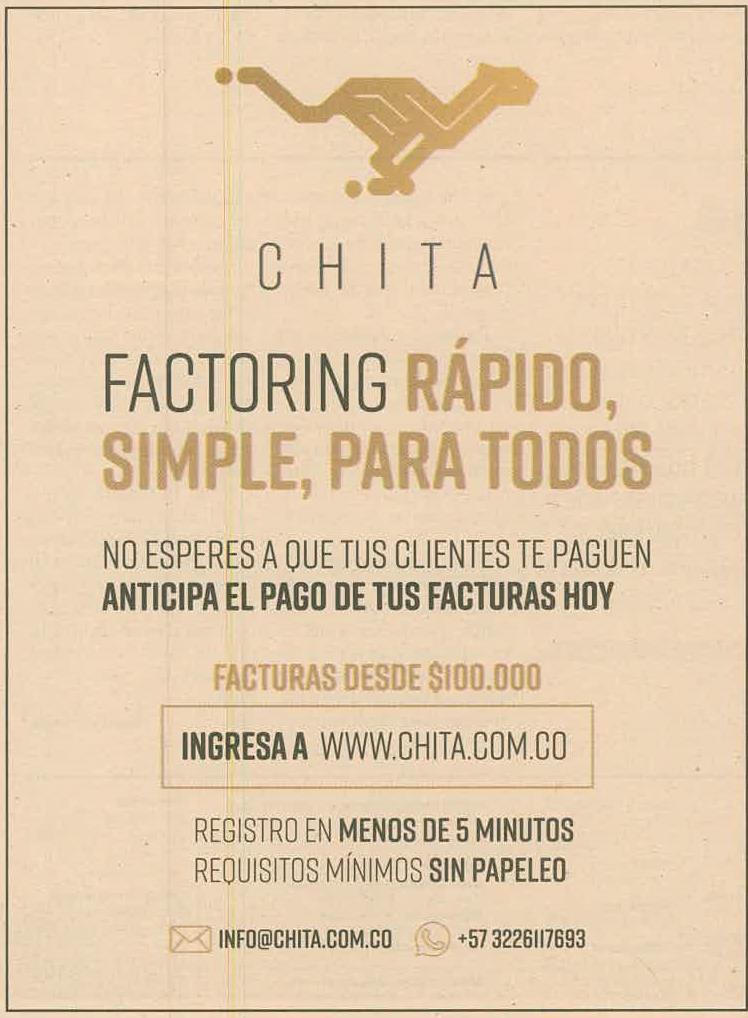 CHITA
FACTORING RÁPIDO,
SIMPLE, PARA TODOS
NO ESPERES A QUE TUS CLIENTES TE PAGUEN
ANTICIPA EL PAGO DE TUS FACTURAS HOY
FACTURAS DESDE $100.000
INGRESA A WWW.CHITA.COM.CO
REGISTRO EN MENOS DE 5 MINUTOS
REQUISITOS MÍNIMOS SIN PAPELEO
INFO@CHITA.COM.CO +57 3226117693